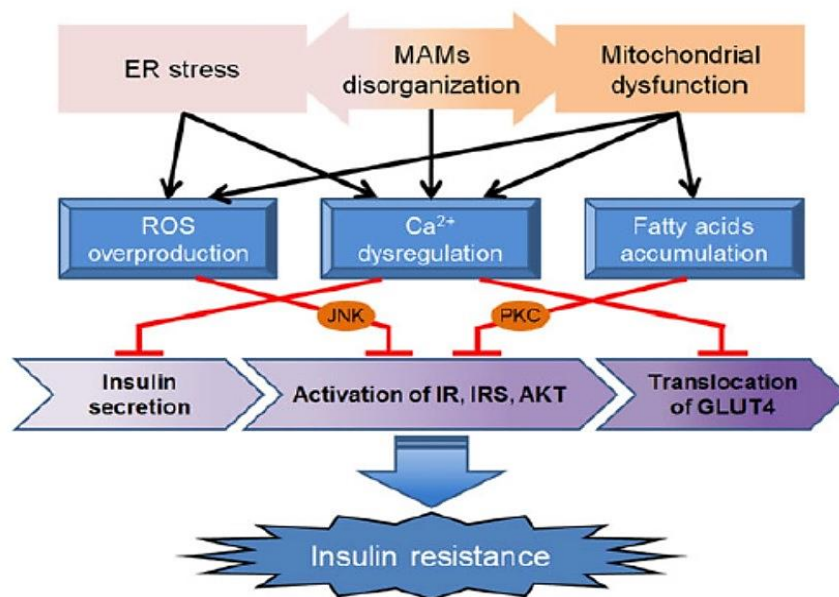 ER stress
MAMs
disorganization
Mitochondrial
dysfunction
ROS
overproduction
Ca²⁺
dysregulation
Fatty acids
accumulation
JNK
PKC
Insulin
secretion
Activation of IR, IRS, AKT
Translocation
of GLUT4
Insulin resistance